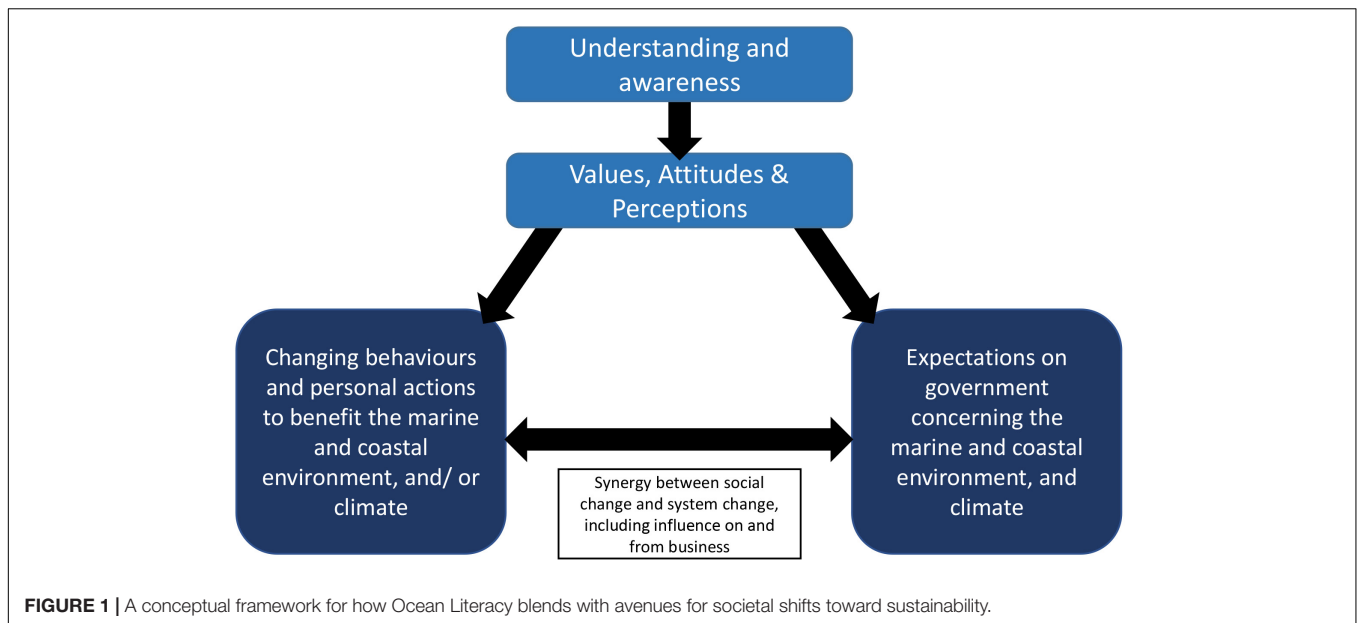 Understanding and
awareness
Values, Attitudes &
Perceptions
Changing behaviours
and personal actions
to benefit the marine
and coastal
environment, and/ or
climate
Expectations on
government
concerning the
marine and coastal
environment, and
climate
Synergy between social
change and system change,
including influence on and
from business
FIGURE 1 | A conceptual framework for how Ocean Literacy blends with avenues for societal shifts toward sustainability.